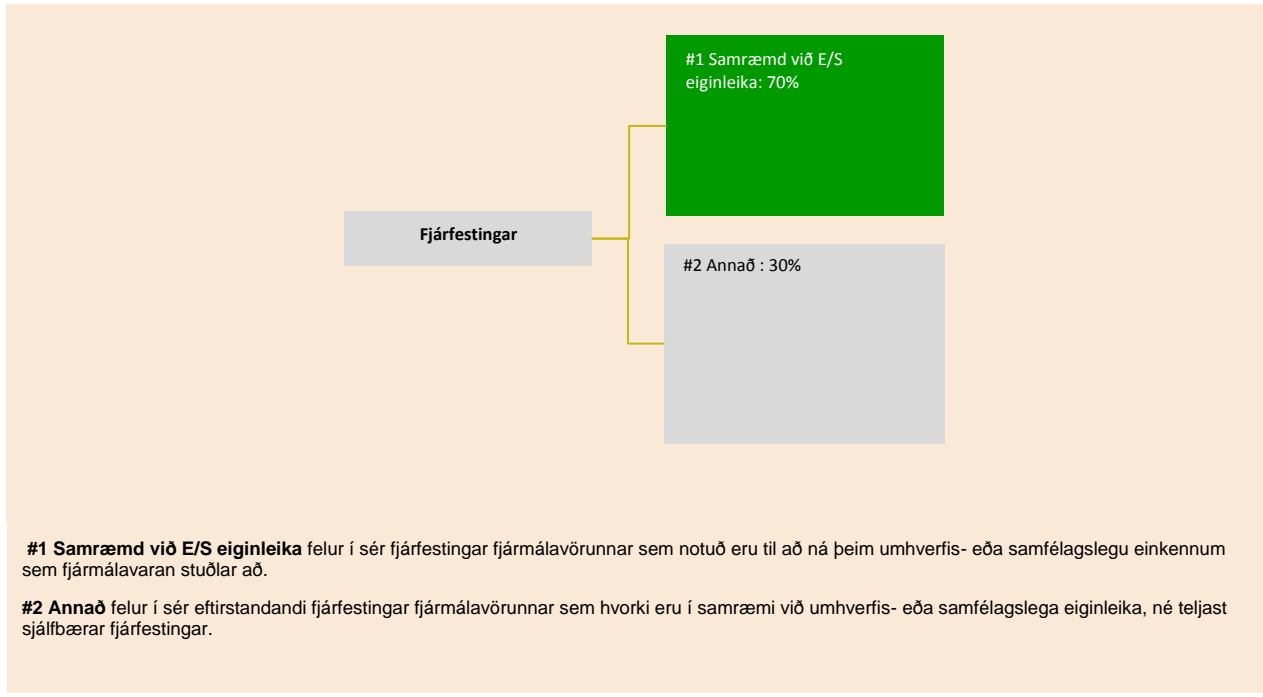 #1 Samræmd við E/S
eiginleika: 70%
Fjárfestingar
#2 Annað : 30%
#1 Samræmd við E/S eiginleika felur í sér fjárfestingar fjármálavörunnar sem notuð eru til að ná þeim umhverfis- eða samfélagslegu einkennum
sem fjármálavaran stuðlar að.
#2 Annað felur í sér eftirstandandi fjárfestingar fjármálavörunnar sem hvorki eru í samræmi við umhverfis- eða samfélagslega eiginleika, né teljast
sjálfbærar fjárfestingar.